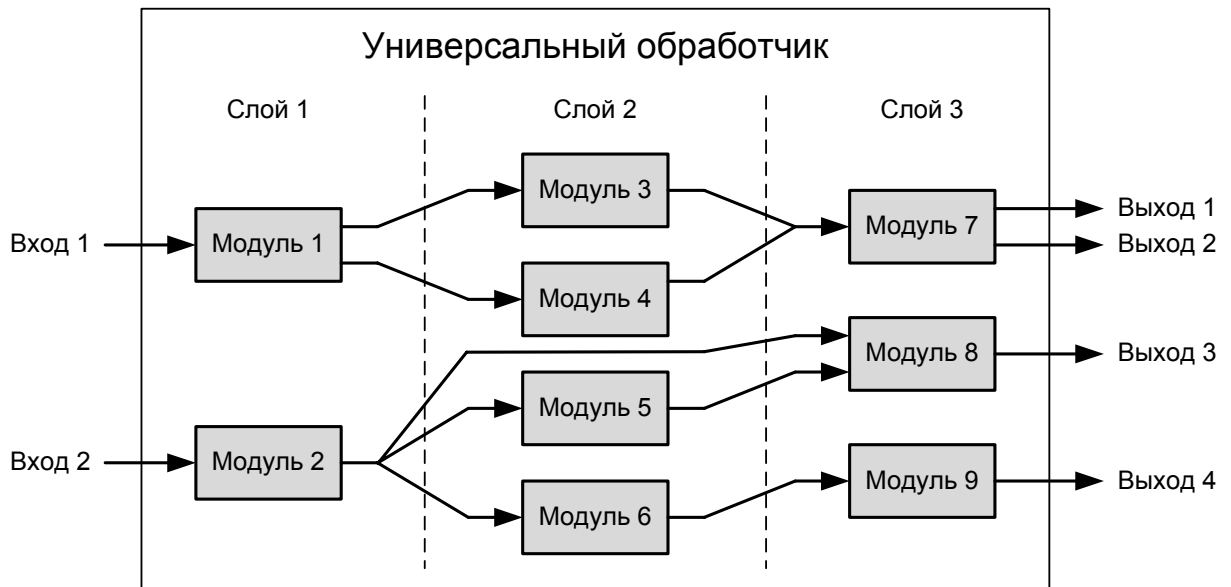 Универсальный обработчик
Слой 1
Слой 2
Слой 3
Модуль 3
Модуль 1
Модуль 7
Выход 1
Вход 1
Выход 2
Модуль 4
Модуль 8
Выход 3
Модуль 5
Вход 2
Модуль 2
Модуль 9
Выход 4
Модуль 6